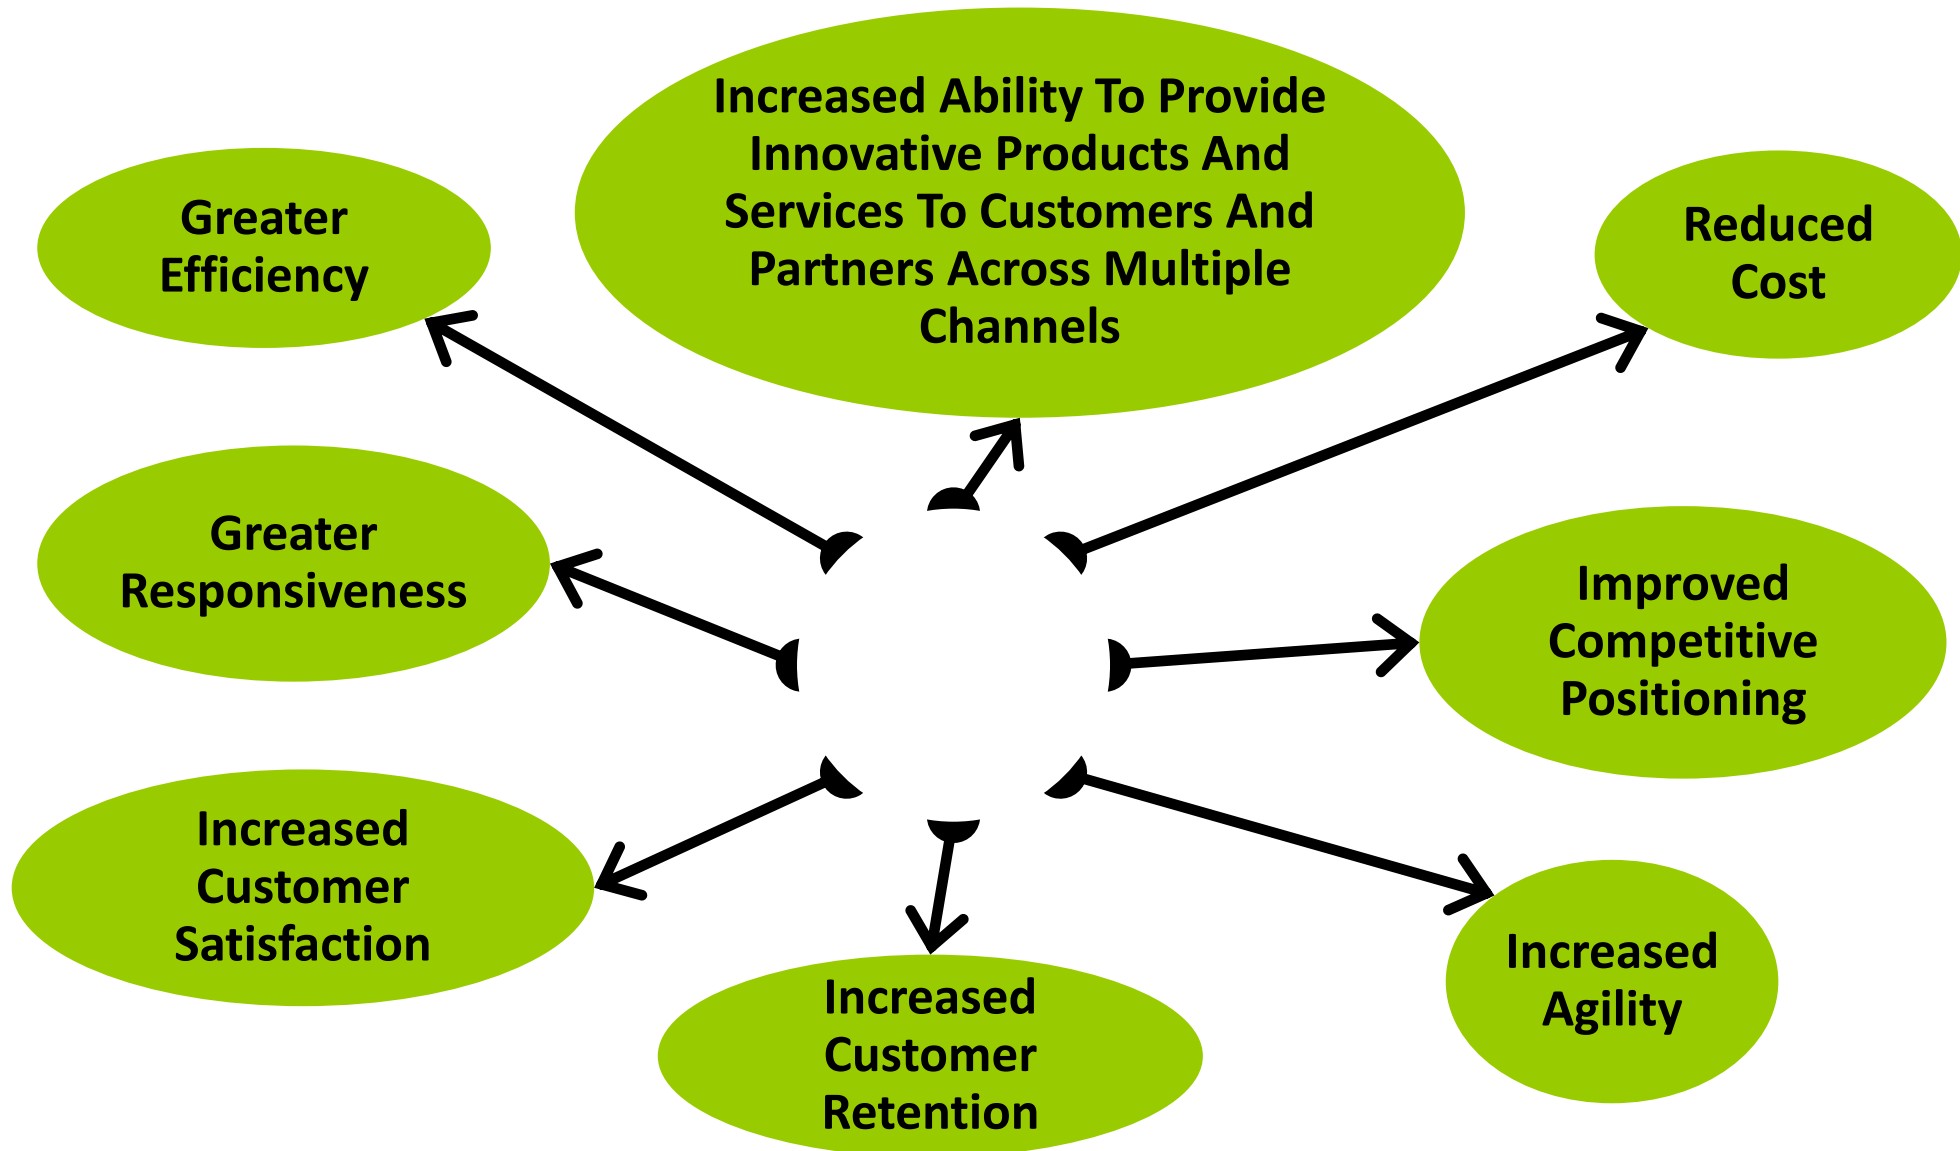 Increased Ability To Provide
Innovative Products And
Services To Customers And
Partners Across Multiple
Channels
Greater
Efficiency
Reduced
Cost
Greater
Responsiveness
Improved
Competitive
Positioning
Increased
Customer
Satisfaction
Increased
Agility
Increased
Customer
Retention